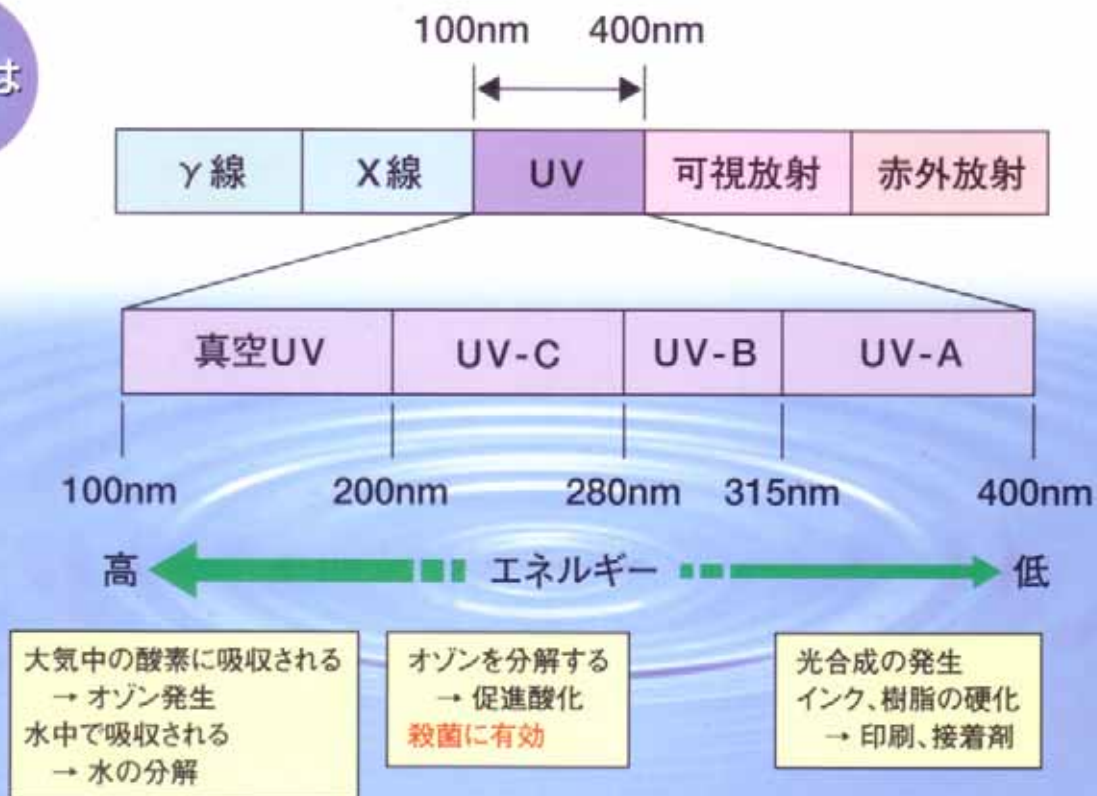 は
100nm 400nm
γ線 X線 UV 可視放射 赤外放射
真空UV UV-C UV-B UV-A
100nm 200nm 280nm 315nm 400nm
高 エネルギー 低
大気中の酸素に吸収される
→ オゾン発生
水中で吸収される
→ 水の分解
オゾンを分解する
→ 促進酸化
殺菌に有効
光合成の発生
インク、樹脂の硬化
→ 印刷、接着剤